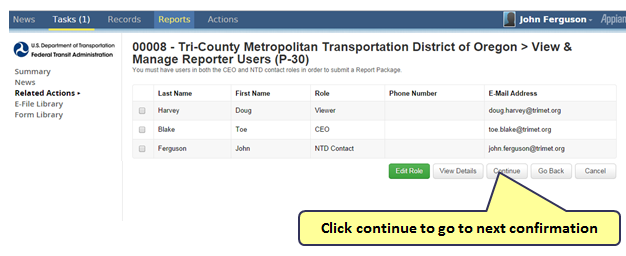 News Tasks (1) Records Reports Actions John Ferguson Appian
U.S. Department of Transportation
Federal Transit Administration
Summary
News
Related Actions
E-File Library
Form Library
00008 - Tri-County Metropolitan Transportation District of Oregon > View &
Manage Reporter Users (P-30)
You must have users in both the CEO and NTD contact roles in order to submit a Report Package.
Last Name First Name Role Phone Number E-Mail Address
Harvey Doug Viewer doug.harvey@trimet.org
Blake Toe CEO toe.blake@trimet.org
Ferguson John NTD Contact john.ferguson@trimet.org
Edit Role View Details Continue Go Back Cancel
Click continue to go to next confirmation